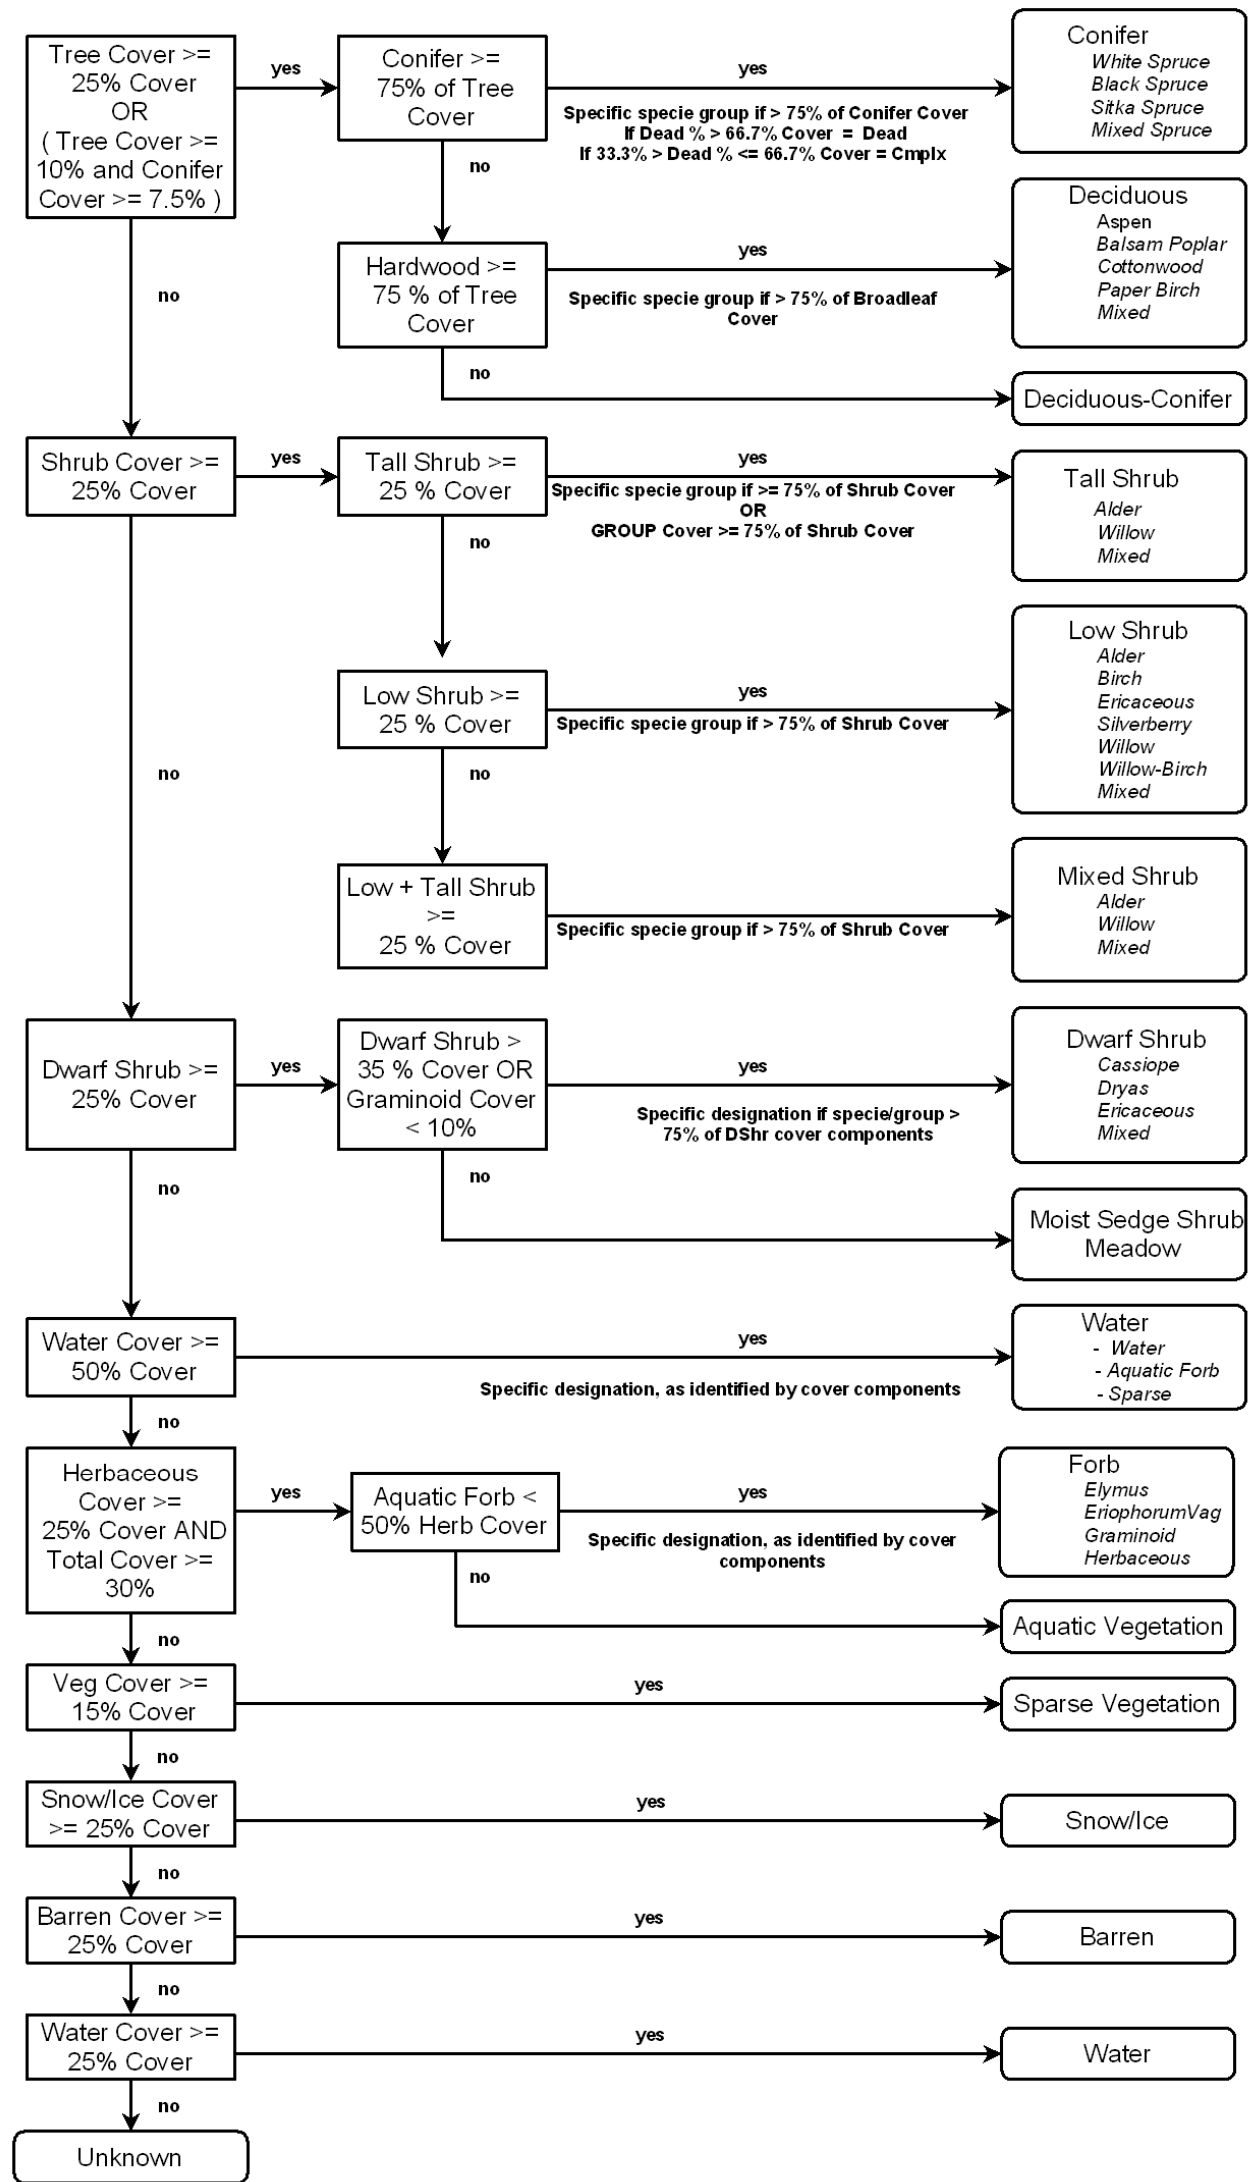 Tree Cover >=
25% Cover
OR
( Tree Cover >=
10% and Conifer
Cover >= 7.5% )
yes
Conifer >=
75% of Tree
Cover
yes
Specific specie group if > 75% of Conifer Cover
If Dead % > 66.7% Cover = Dead
If 33.3% > Dead % <= 66.7% Cover = Cmplx
Conifer
White Spruce
Black Spruce
Sitka Spruce
Mixed Spruce
no
no
Hardwood >=
75 % of Tree
Cover
yes
Specific specie group if > 75% of Broadleaf
Cover
Deciduous
Aspen
Balsam Poplar
Cottonwood
Paper Birch
Mixed
no
Deciduous-Conifer
Shrub Cover >=
25% Cover
yes
Tall Shrub >=
25 % Cover
yes
Specific specie group if >= 75% of Shrub Cover
OR
GROUP Cover >= 75% of Shrub Cover
Tall Shrub
Alder
Willow
Mixed
no
no
Low Shrub >=
25 % Cover
yes
Specific specie group if > 75% of Shrub Cover
Low Shrub
Alder
Birch
Ericaceous
Silverberry
Willow
Willow-Birch
Mixed
no
Low + Tall Shrub
>=
25 % Cover
Specific specie group if > 75% of Shrub Cover
Mixed Shrub
Alder
Willow
Mixed
Dwarf Shrub >=
25% Cover
yes
Dwarf Shrub >
35 % Cover OR
Graminoid Cover
< 10%
yes
Specific designation if specie/group >
75% of DShr cover components
Dwarf Shrub
Cassiope
Dryas
Ericaceous
Mixed
no
no
Moist Sedge Shrub
Meadow
Water Cover >=
50% Cover
yes
Specific designation, as identified by cover components
Water
- Water
- Aquatic Forb
- Sparse
no
Herbaceous
Cover >=
25% Cover AND
Total Cover >=
30%
yes
Aquatic Forb <
50% Herb Cover
yes
Specific designation, as identified by cover
components
Forb
Elymus
EriophorumVag
Graminoid
Herbaceous
no
Aquatic Vegetation
no
Veg Cover >=
15% Cover
yes
Sparse Vegetation
no
Snow/Ice Cover
>= 25% Cover
yes
Snow/Ice
no
Barren Cover >=
25% Cover
yes
Barren
no
Water Cover >=
25% Cover
yes
Water
no
Unknown